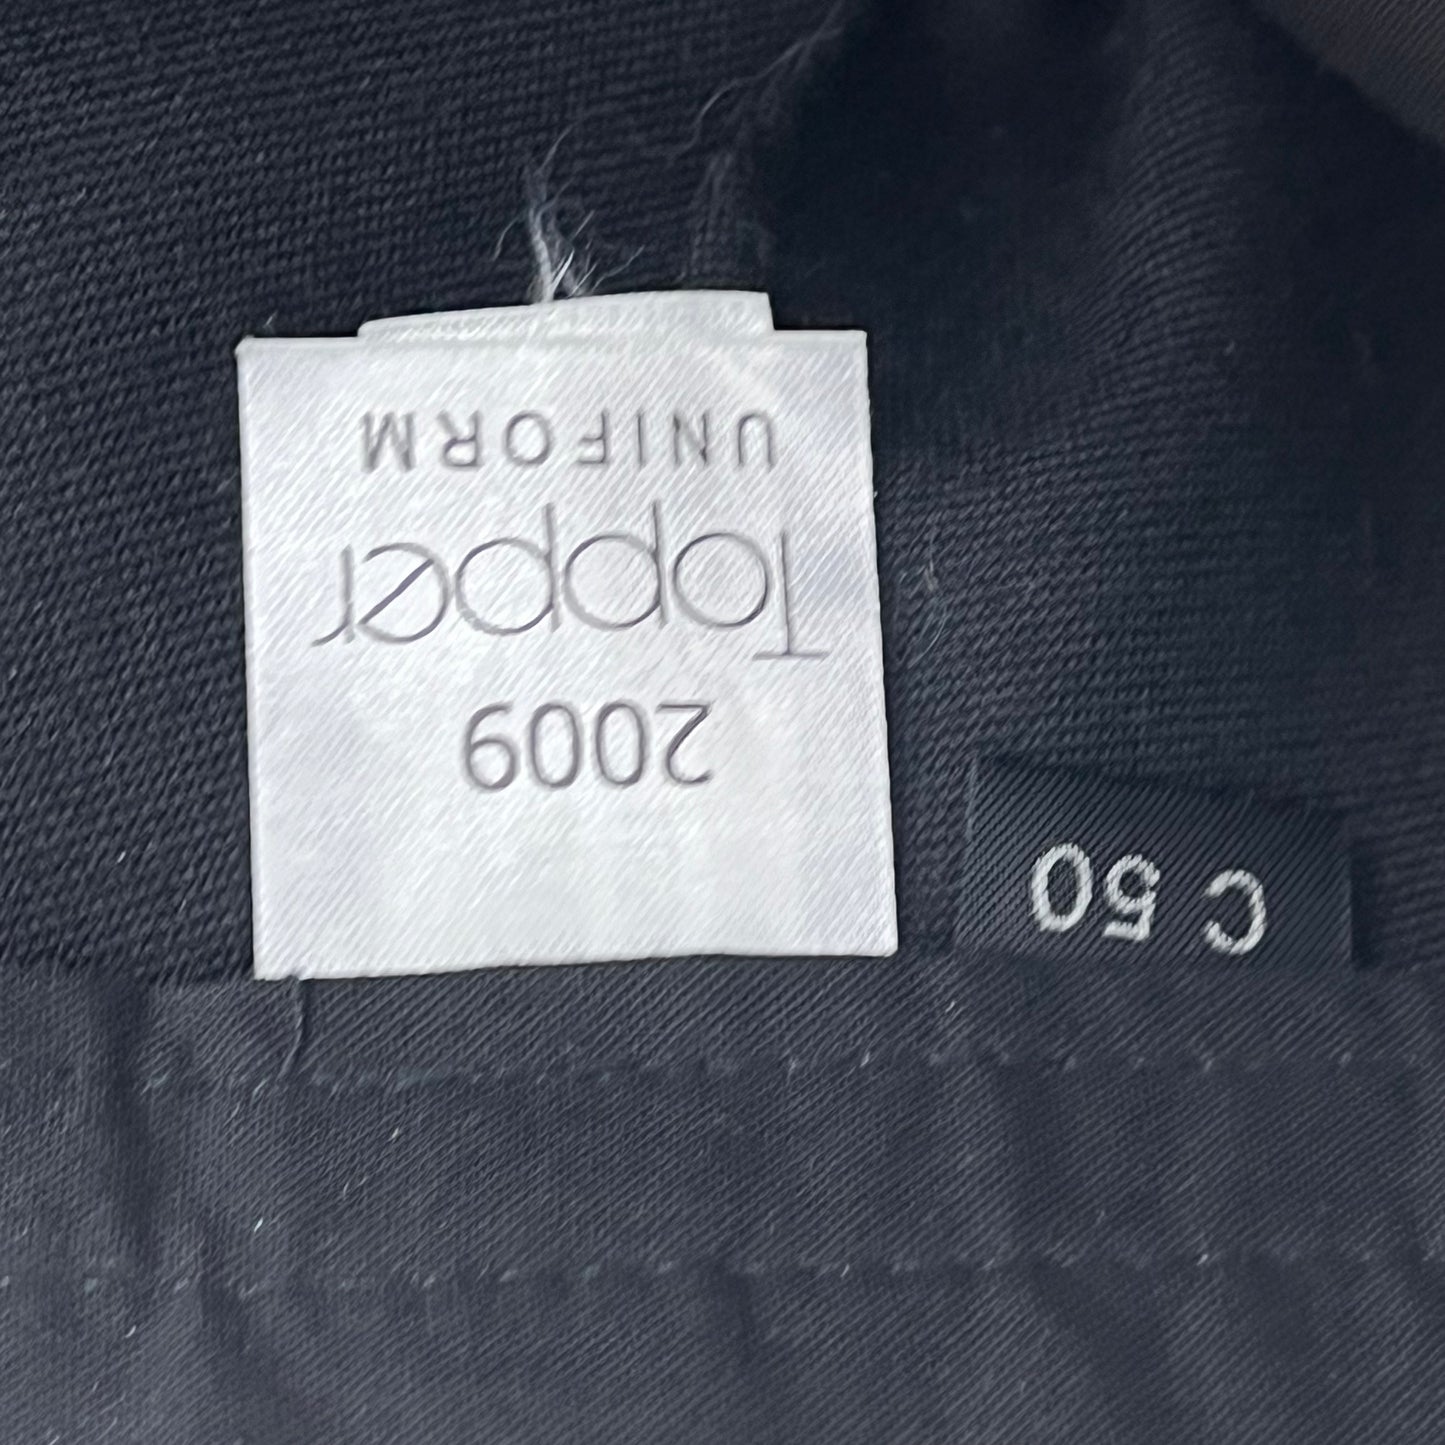 UNIFORM
Topper
2009
C 50